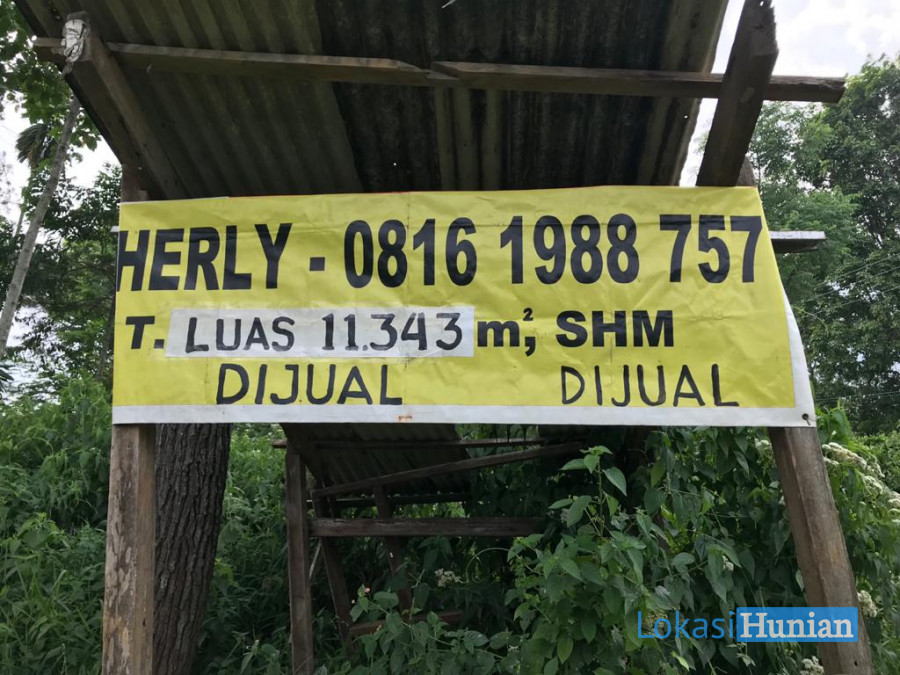 HERLY - 0816 1988 757
T. LUAS 11.343 m², SHM
DIJUAL DIJUAL
LokasiHunian